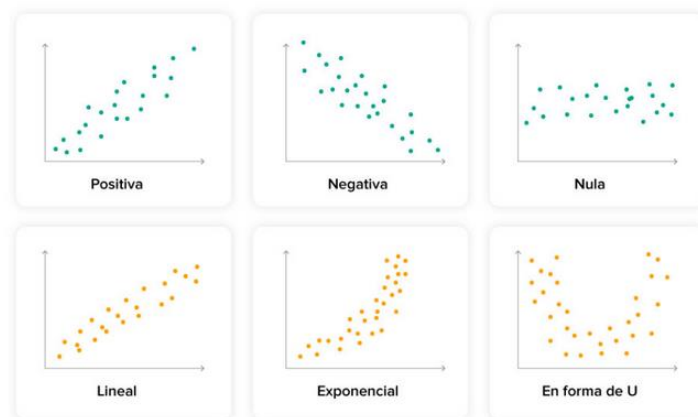 Positiva
Negativa
Nula
Lineal
Exponencial
En forma de U